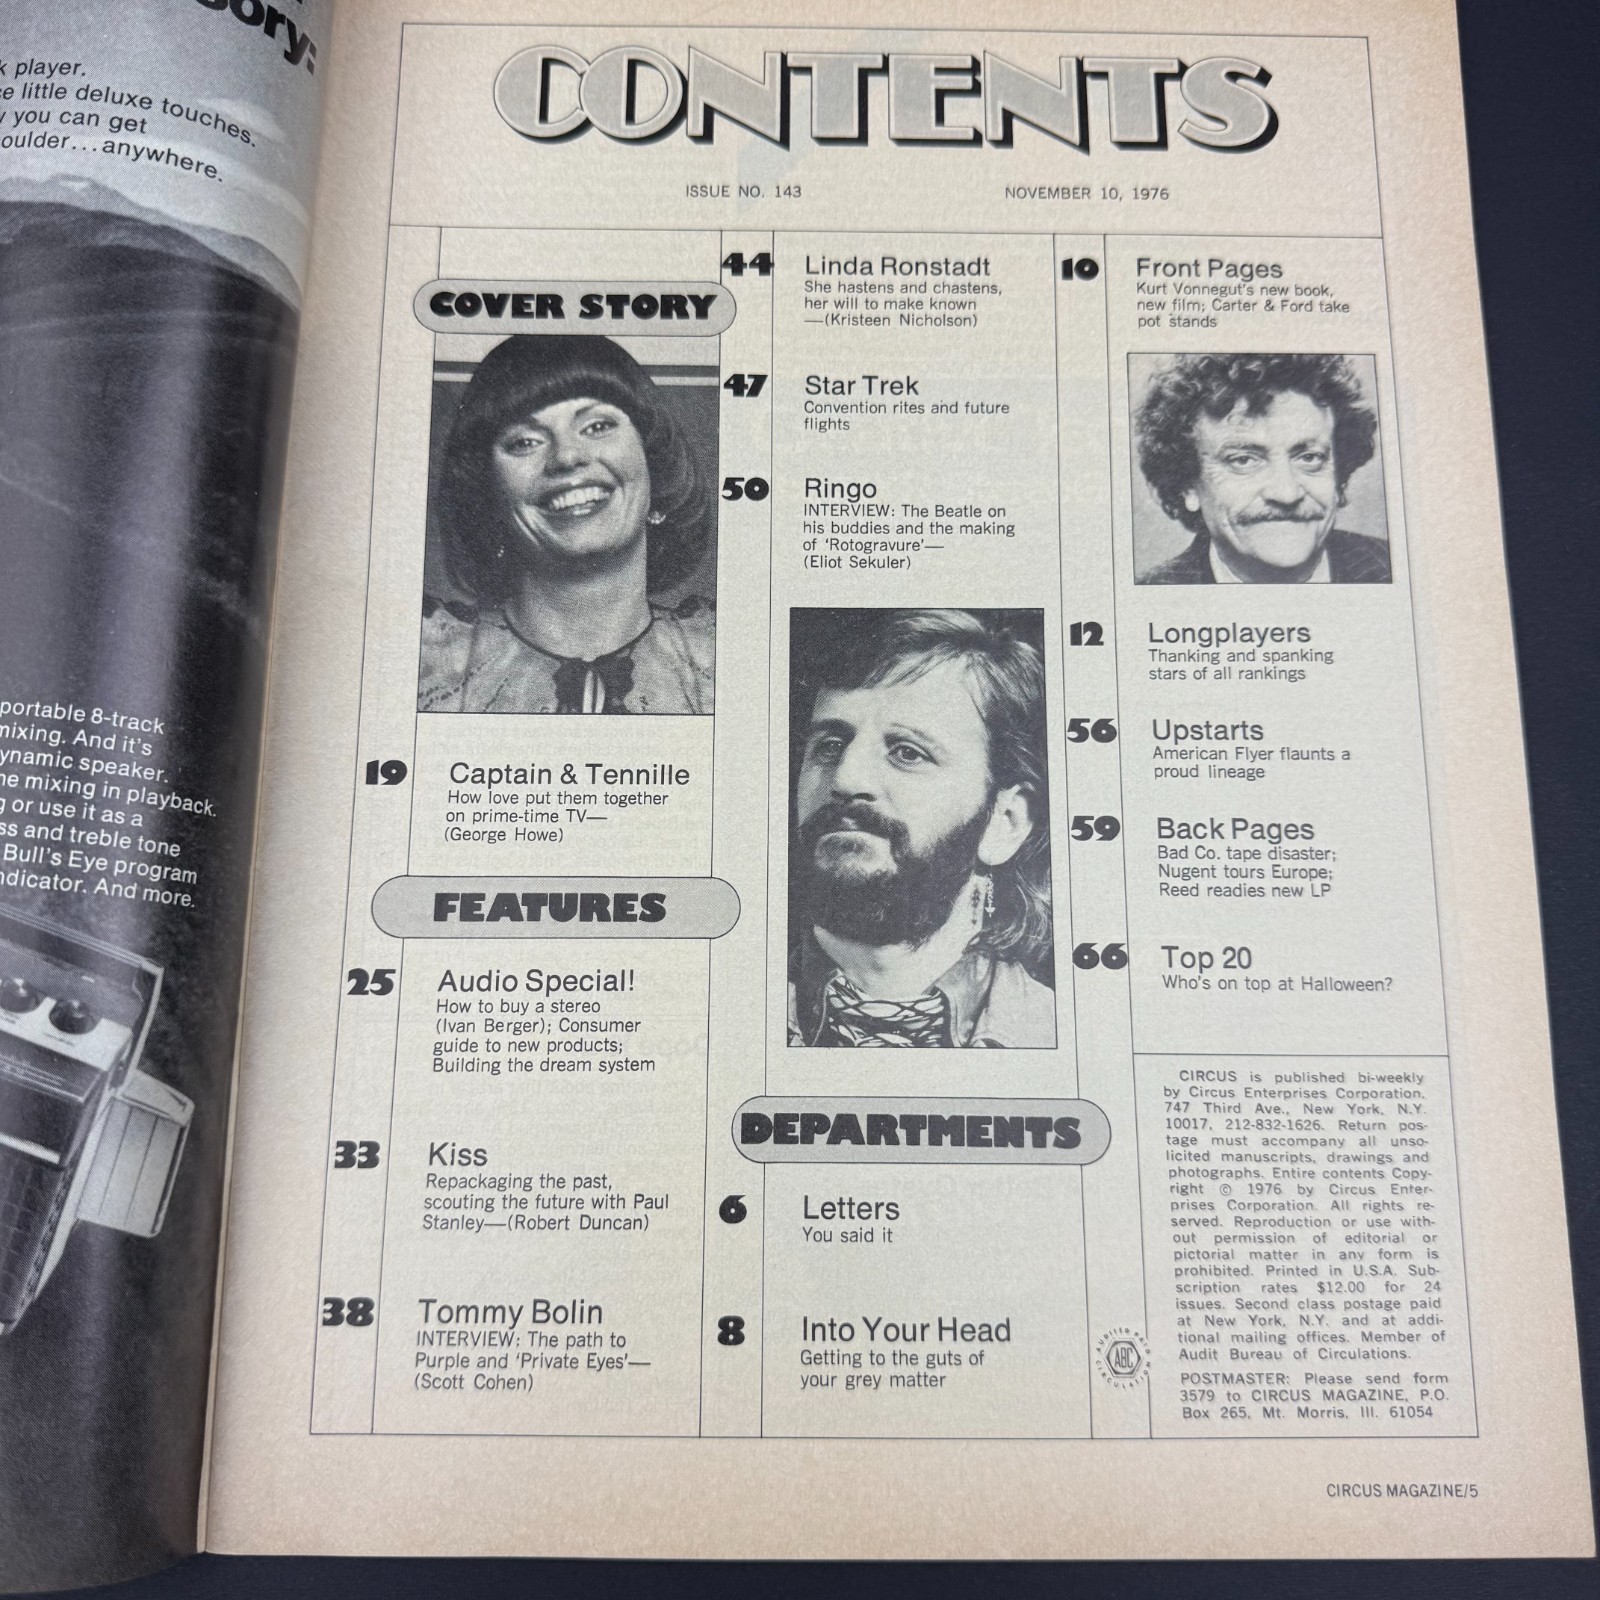 ory:
k player.
little deluxe touches.
you can get
oulder...anywhere.
portable 8-track
mixing. And it's
ynamic speaker.
mixing in playback.
or use it as a
and treble tone
Bull's Eye program
ndicator. And more.
CONTENTS
ISSUE NO. 143
NOVEMBER 10, 1976
COVER STORY
19
Captain & Tennille
How love put them together
on prime-time TV—
(George Howe)
FEATURES
25
Audio Special!
How to buy a stereo
(Ivan Berger); Consumer
guide to new products;
Building the dream system
33
Kiss
Repackaging the past,
scouting the future with Paul
Stanley—(Robert Duncan)
38
Tommy Bolin
INTERVIEW: The path to
Purple and 'Private Eyes'—
(Scott Cohen)
44
Linda Ronstadt
She hastens and chastens,
her will to make known
—(Kristeen Nicholson)
47
Star Trek
Convention rites and future
flights
50
Ringo
INTERVIEW: The Beatle on
his buddies and the making
of 'Rotogravure'—
(Eliot Sekuler)
DEPARTMENTS
6
Letters
You said it
8
Into Your Head
Getting to the guts of
your grey matter
10
Front Pages
Kurt Vonnegut's new book,
new film; Carter & Ford take
pot stands
12
Longplayers
Thanking and spanking
stars of all rankings
56
Upstarts
American Flyer flaunts a
proud lineage
59
Back Pages
Bad Co. tape disaster;
Nugent tours Europe;
Reed readies new LP
66
Top 20
Who's on top at Halloween?
CIRCUS is published bi-weekly
by Circus Enterprises Corporation,
747 Third Ave., New York, N.Y.
10017, 212-832-1626. Return pos-
tage must accompany all unso-
licited manuscripts, drawings and
photographs. Entire contents Copy-
right © 1976 by Circus Enter-
prises Corporation. All rights re-
served. Reproduction or use with-
out permission of editorial or
pictorial matter in any form is
prohibited. Printed in U.S.A. Sub-
scription rates $12.00 for 24
issues. Second class postage paid
at New York, N.Y. and at addi-
tional mailing offices. Member of
Audit Bureau of Circulations.
POSTMASTER: Please send form
3579 to CIRCUS MAGAZINE, P.O.
Box 265, Mt. Morris, Ill. 61054
ABC
CIRCUS MAGAZINE/5